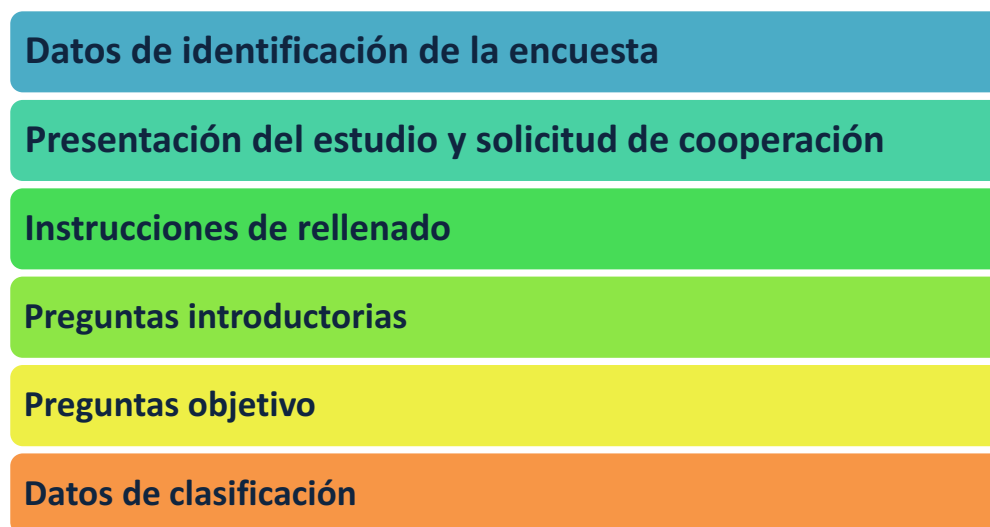 Datos de identificación de la encuesta
Presentación del estudio y solicitud de cooperación
Instrucciones de rellenado
Preguntas introductorias
Preguntas objetivo
Datos de clasificación